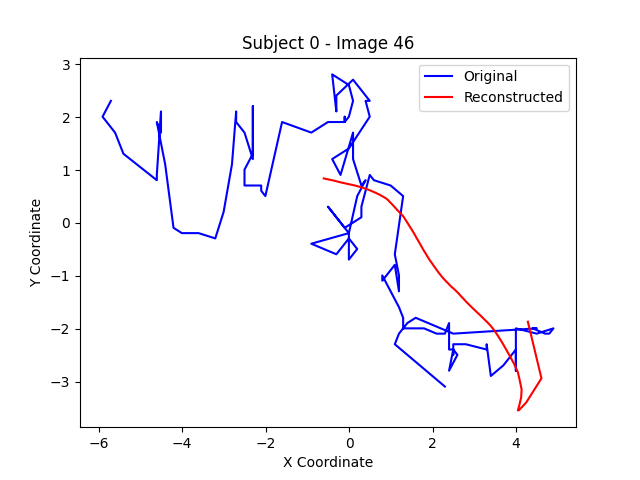 Subject 0 - Image 46
Original
Reconstructed
3
2
1
0
−1
−2
−3
Y Coordinate
−6
−4
−2
0
2
4
X Coordinate